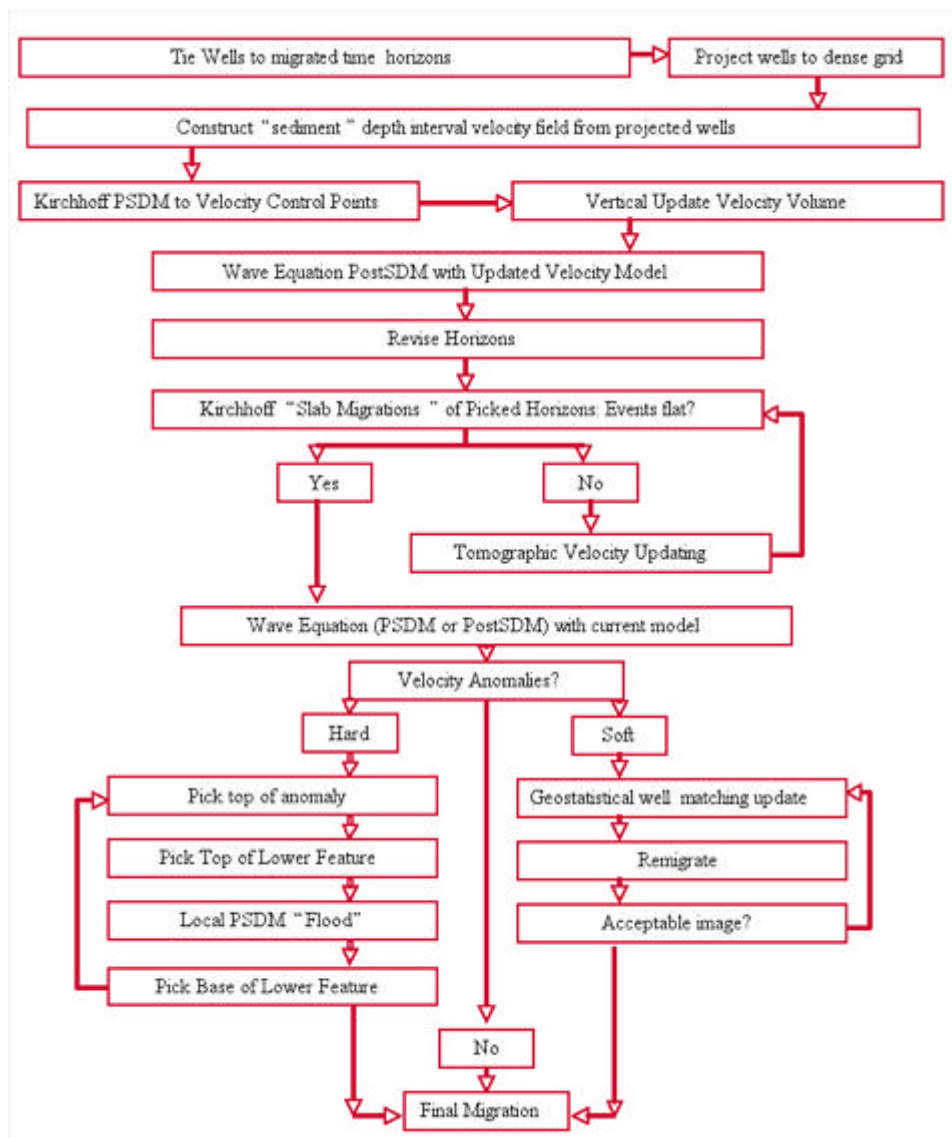 Tie Wells to migrated time horizons
Project wells to dense grid
Construct “sediment” depth interval velocity field from projected wells
Kirchhoff PSDM to Velocity Control Points
Vertical Update Velocity Volume
Wave Equation PostSDM with Updated Velocity Model
Revise Horizons
Kirchhoff “Slab Migrations” of Picked Horizons: Events flat?
Yes
No
Tomographic Velocity Updating
Wave Equation (PSDM or PostSDM) with current model
Velocity Anomalies?
Hard
Soft
Pick top of anomaly
Geostatistical well matching update
Pick Top of Lower Feature
Remigrate
Local PSDM “Flood”
Acceptable image?
Pick Base of Lower Feature
No
Final Migration